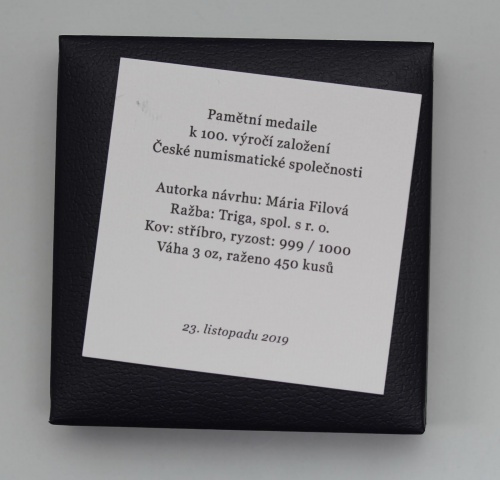 Pamětní medaile
k 100. výročí založení
České numismatické společnosti
Autorka návrhu: Mária Filová
Ražba: Triga, spol. s r. o.
Kov: stříbro, ryzost: 999 / 1000
Váha 3 oz, raženo 450 kusů
23. listopadu 2019